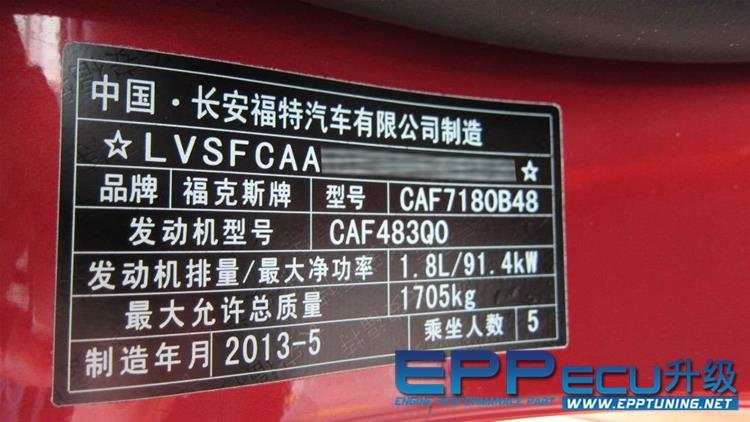 中国·长安福特汽车有限公司制造
☆LVSFCAA ☆
品牌 福克斯牌 型号 CAF7180B48
发动机型号 CAF483Q0
发动机排量/最大净功率 1.8L/91.4kW
最大允许总质量 1705kg
制造年月 2013-5 乘坐人数 5
EPPECU升级
ENGINE PERFORMANCE PART
WWW.EPPTUNING.NET